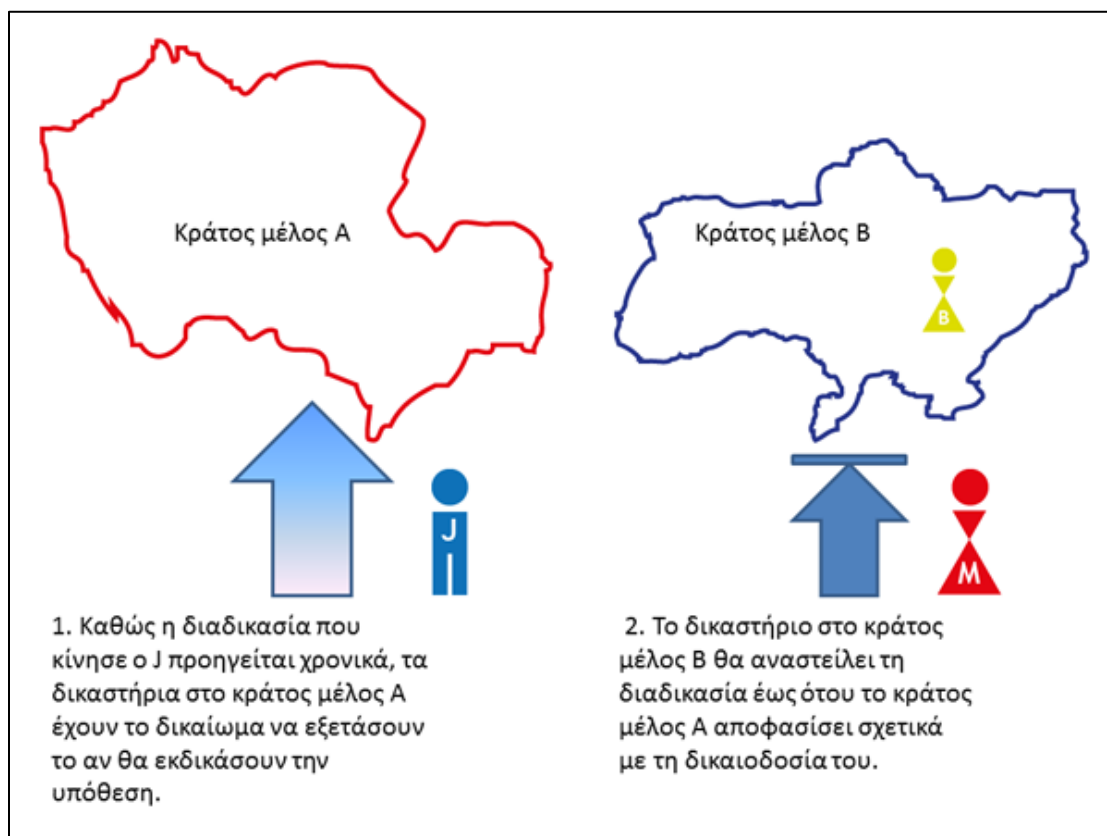 Κράτος μέλος A
Κράτος μέλος B
B
J
M
1. Καθώς η διαδικασία που
κίνησε ο J προηγείται χρονικά, τα
δικαστήρια στο κράτος μέλος A
έχουν το δικαίωμα να εξετάσουν
το αν θα εκδικάσουν την
υπόθεση.
2. Το δικαστήριο στο κράτος
μέλος B θα αναστείλει τη
διαδικασία έως ότου το κράτος
μέλος A αποφασίσει σχετικά
με τη δικαιοδοσία του.